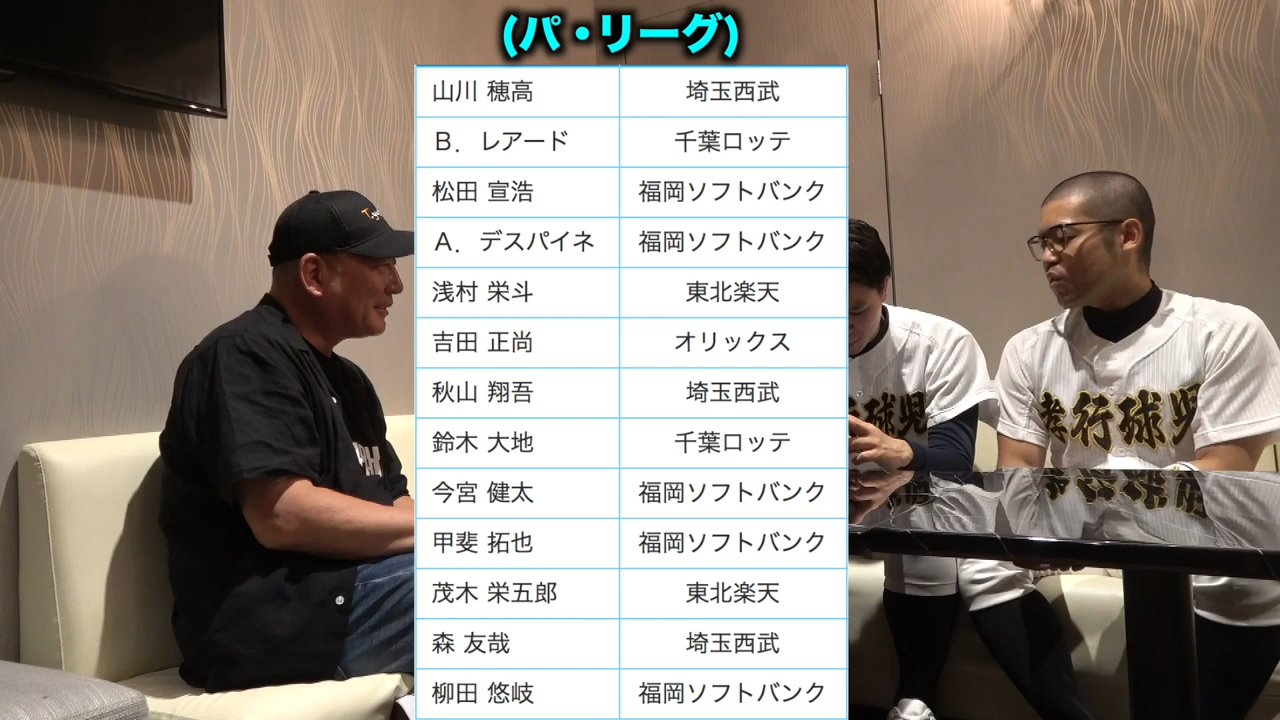 (パ・リーグ)
山川 穂高 埼玉西武
B．レアード 千葉ロッテ
松田 宣浩 福岡ソフトバンク
A．デスパイネ 福岡ソフトバンク
浅村 栄斗 東北楽天
吉田 正尚 オリックス
秋山 翔吾 埼玉西武
鈴木 大地 千葉ロッテ
今宮 健太 福岡ソフトバンク
甲斐 拓也 福岡ソフトバンク
茂木 栄五郎 東北楽天
森 友哉 埼玉西武
柳田 悠岐 福岡ソフトバンク
球児
孝行球児